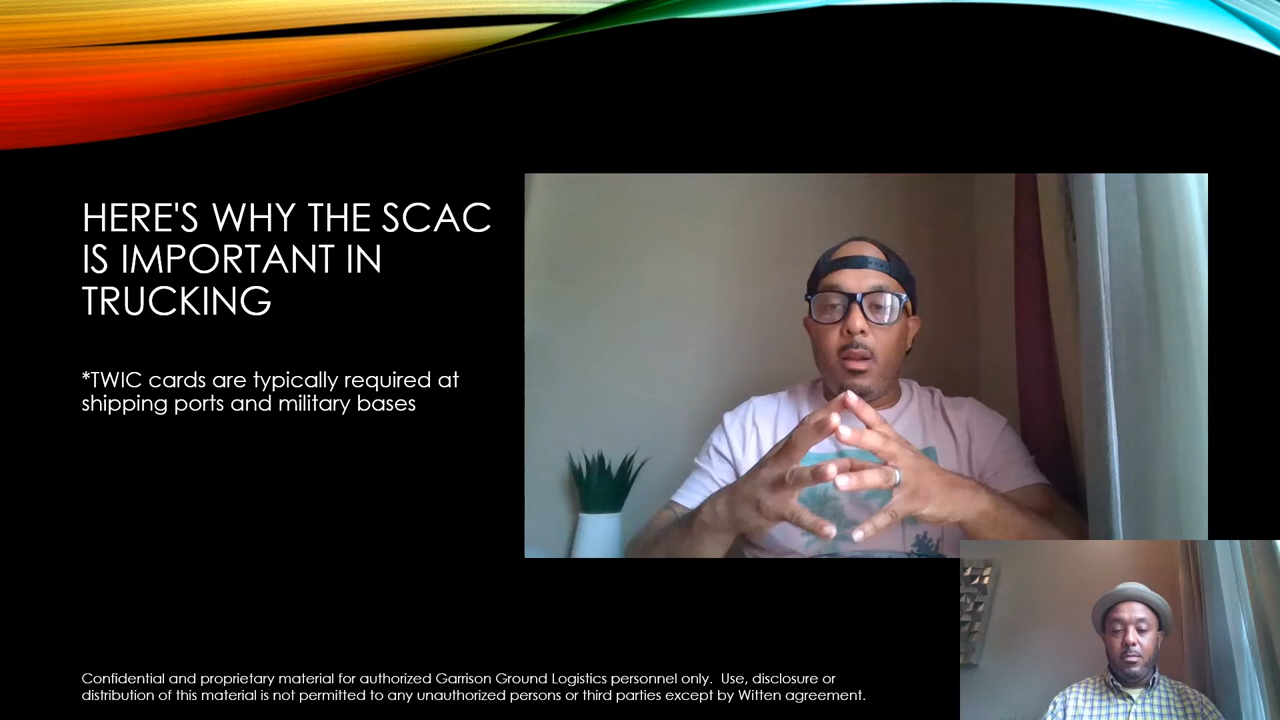 HERE'S WHY THE SCAC
IS IMPORTANT IN
TRUCKING
*TWIC cards are typically required at
shipping ports and military bases
Confidential and proprietary material for authorized Garrison Ground Logistics personnel only.  Use, disclosure or
distribution of this material is not permitted to any unauthorized persons or third parties except by Witten agreement.